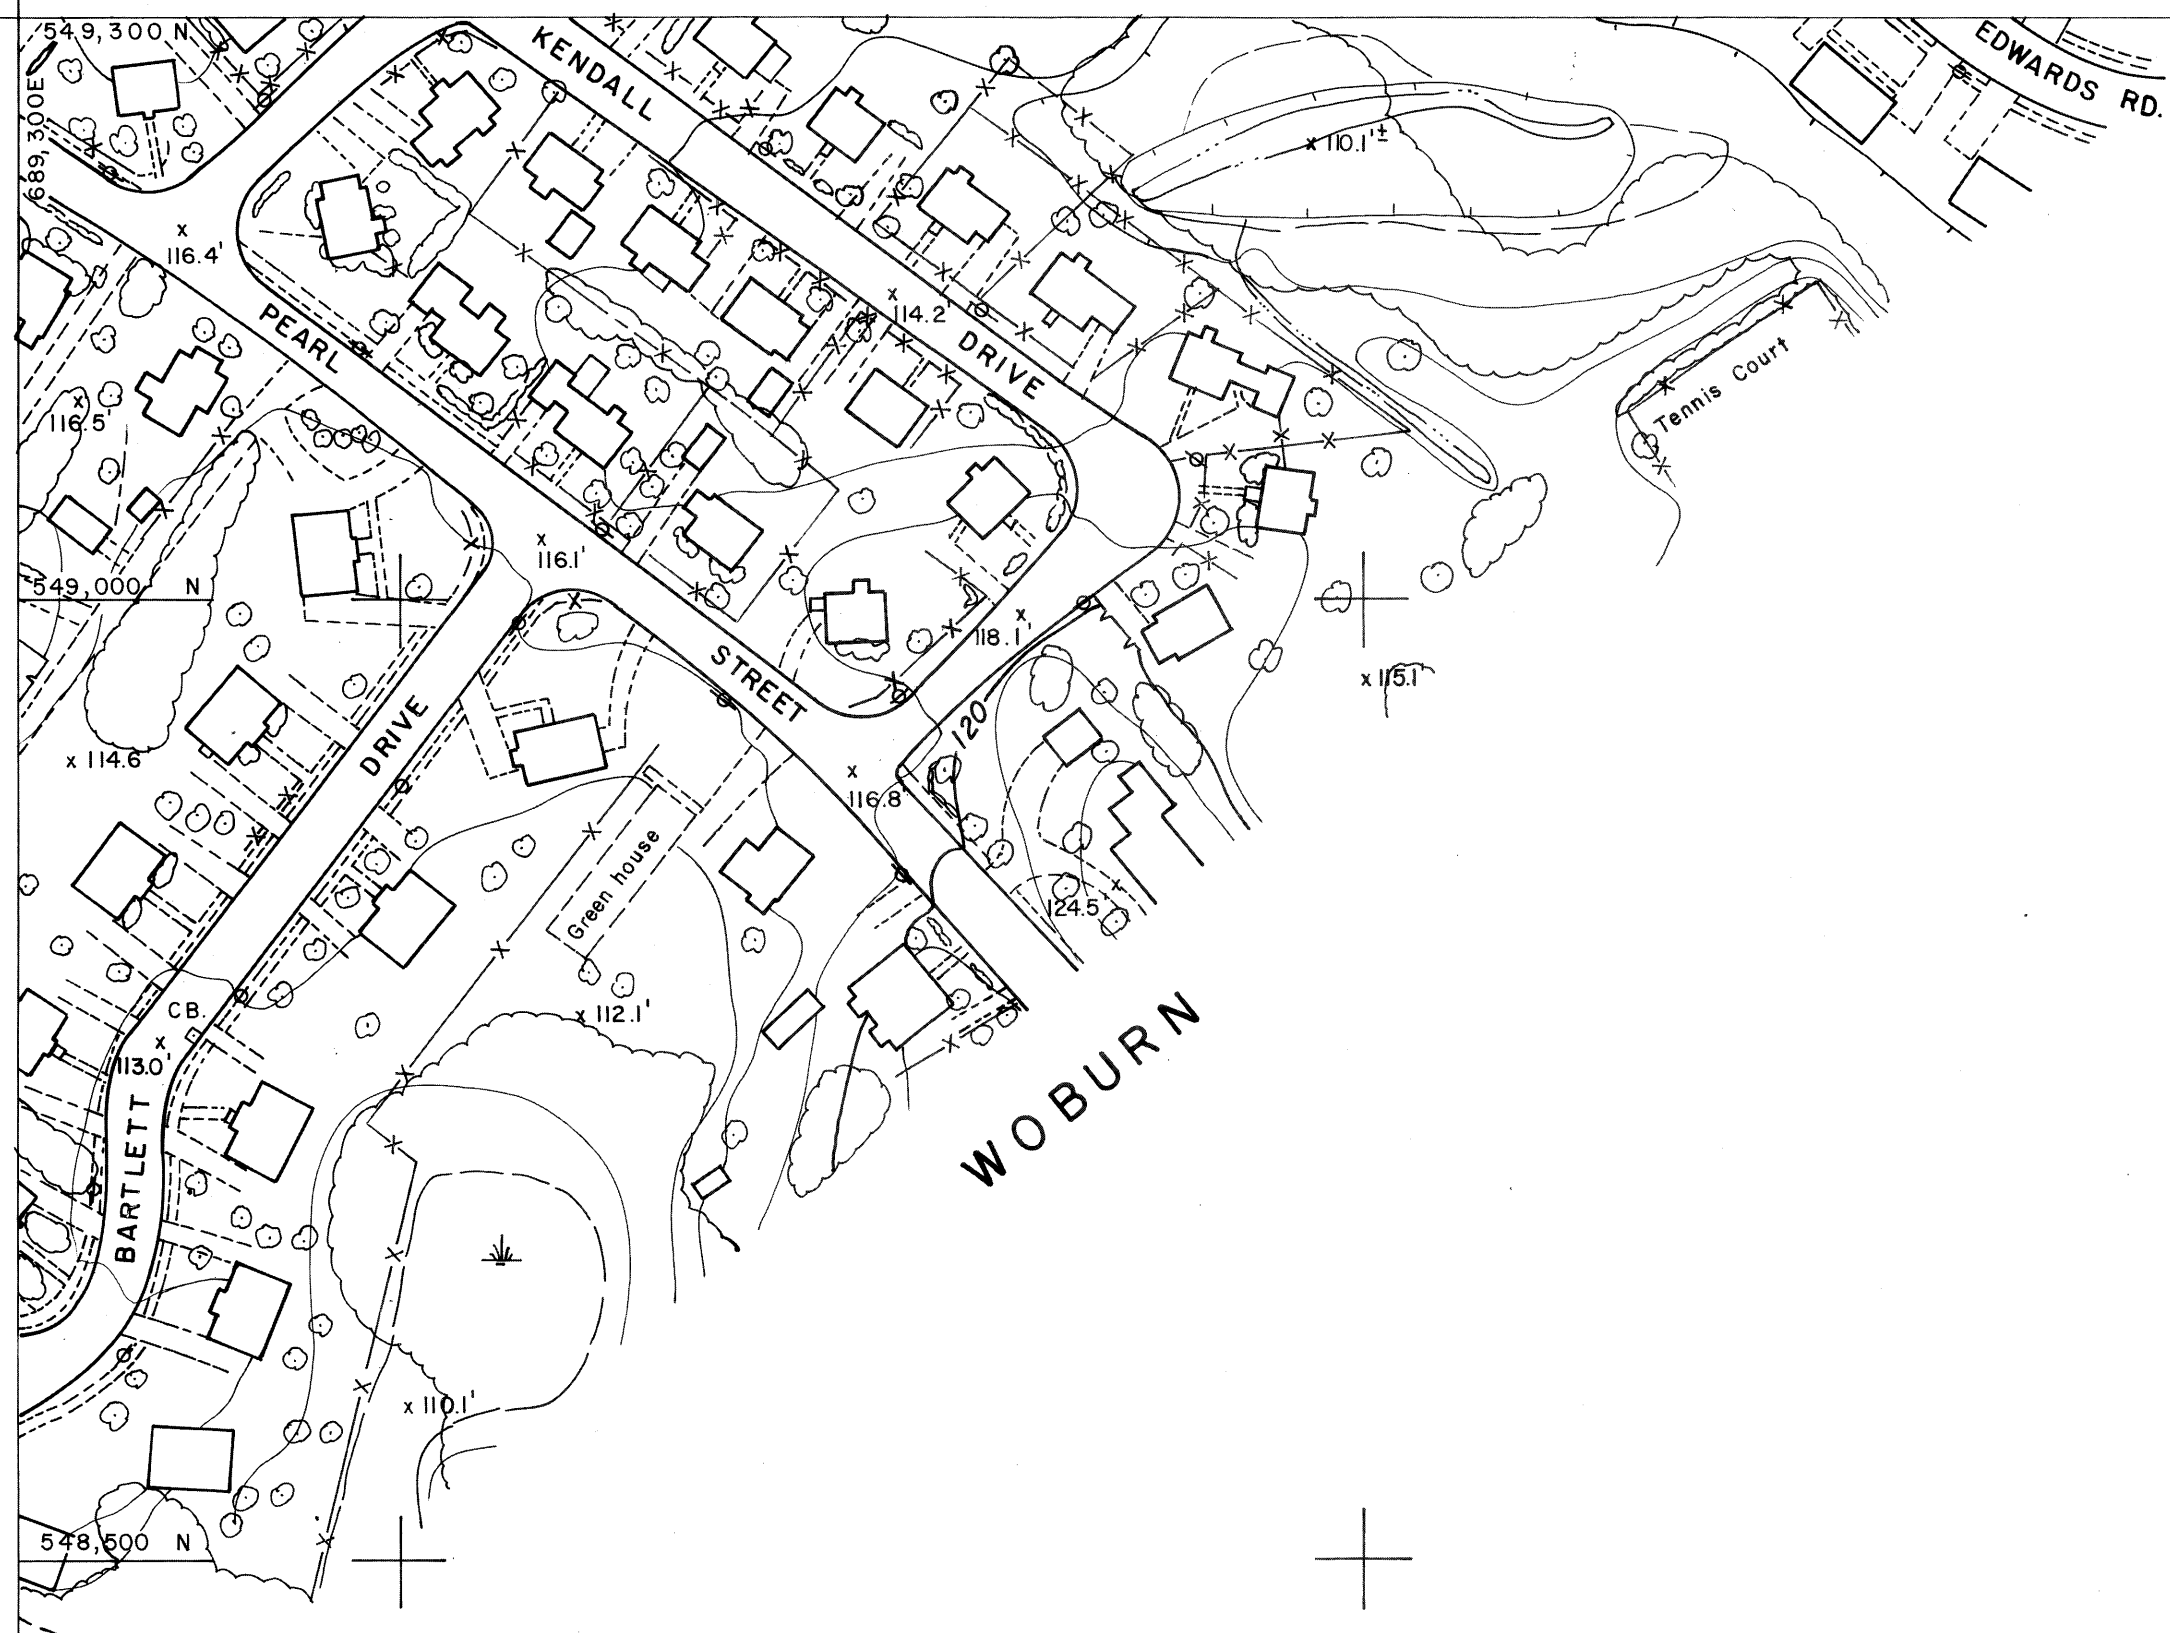 549,300 N
689,300E
KENDALL
EDWARDS RD.
x 110.1'±
x
116.4'
x
114.2'
PEARL
DRIVE
Tennis Court
x
116.5'
x
116.1'
549,000 N
x
118.1'
x 115.1'
STREET
120
DRIVE
x 114.6
x
116.8'
Green house
x
124.5'
x 112.1'
C.B.
x
113.0'
WOBURN
BARTLETT
x 110.1'
548,500 N